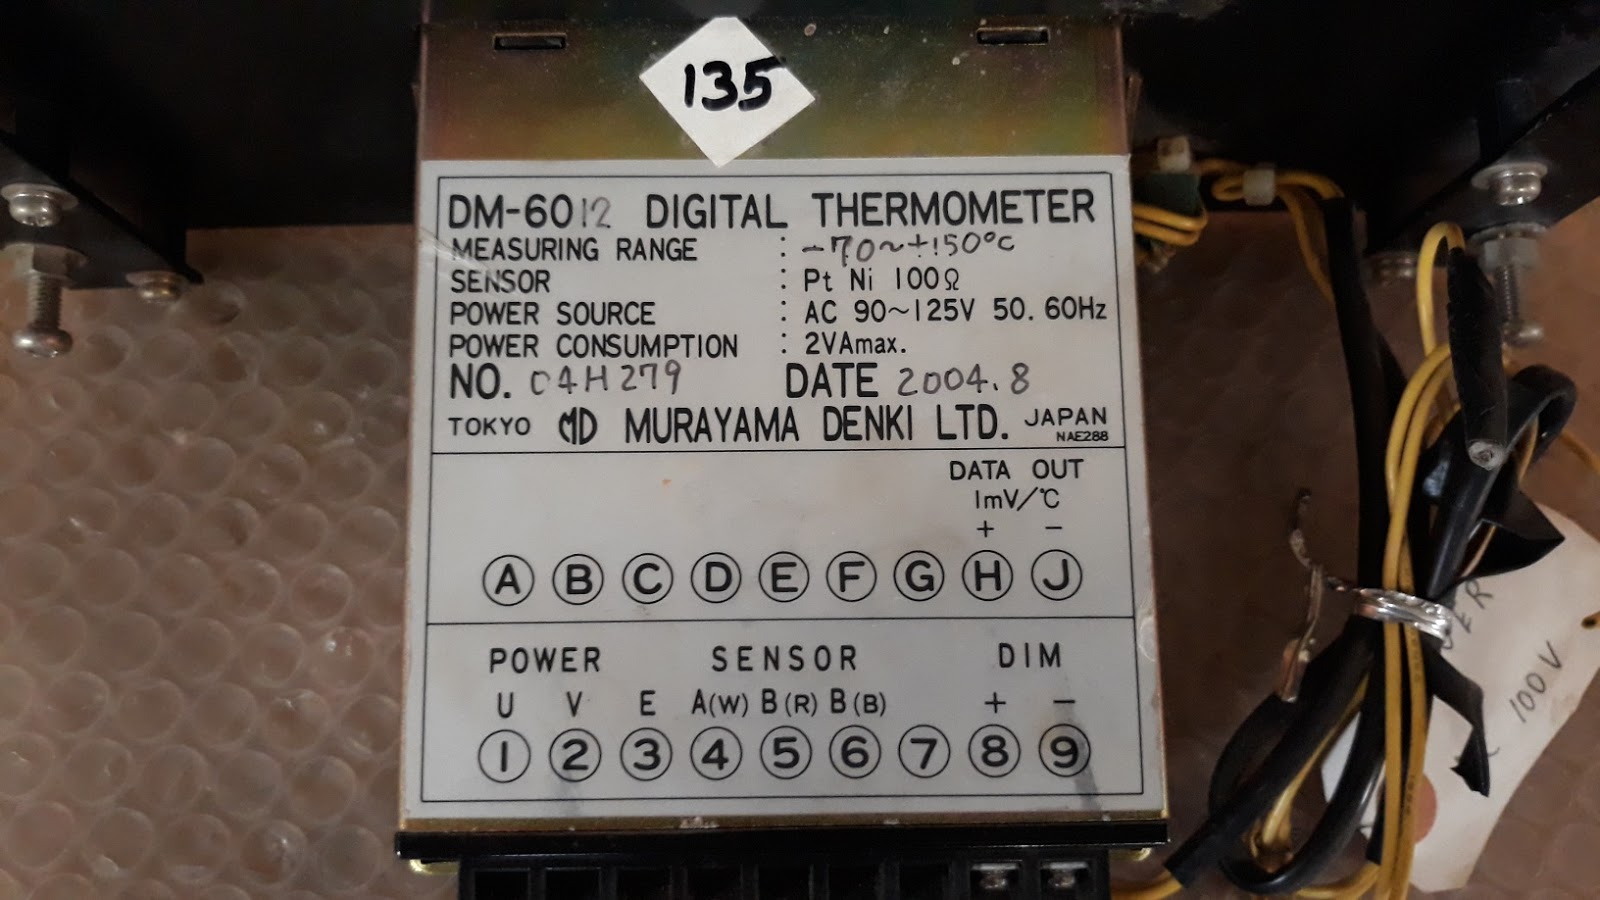 135
DM-6012 DIGITAL THERMOMETER
MEASURING RANGE : -70~+150°C
SENSOR : Pt Ni 100Ω
POWER SOURCE : AC 90~125V 50. 60Hz
POWER CONSUMPTION : 2VAmax.
NO. 04H279 DATE 2004.8
TOKYO MD MURAYAMA DENKI LTD. JAPAN
NAE288
DATA OUT
1mV/℃
+ −
A B C D E F G H J
POWER SENSOR DIM
U V E A(W) B(R) B(B) + −
1 2 3 4 5 6 7 8 9
100V